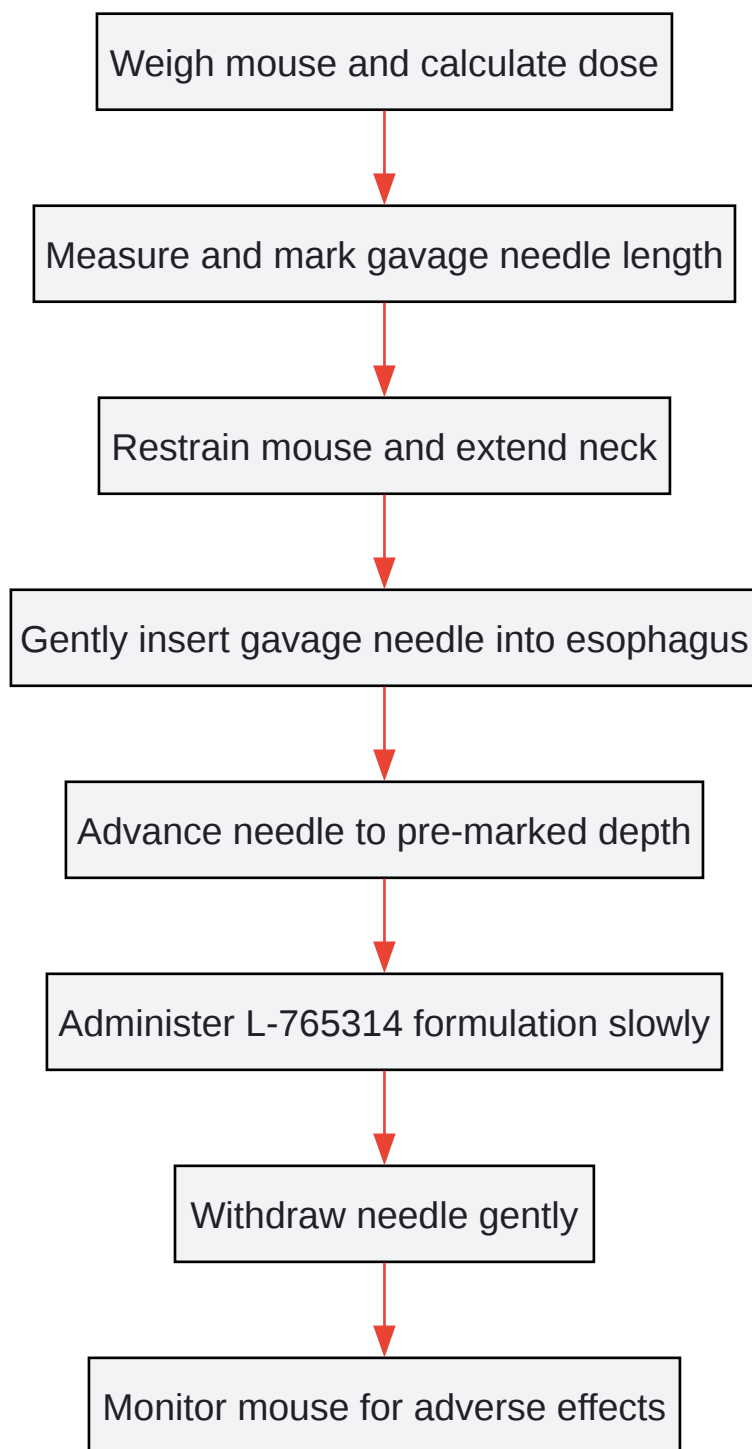 Weigh mouse and calculate dose
Measure and mark gavage needle length
Restrain mouse and extend neck
Gently insert gavage needle into esophagus
Advance needle to pre-marked depth
Administer L-765314 formulation slowly
Withdraw needle gently
Monitor mouse for adverse effects